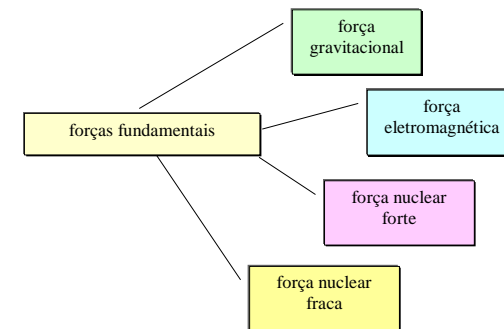 força
gravitacional
força
eletromagnética
forças fundamentais
força nuclear
forte
força nuclear
fraca